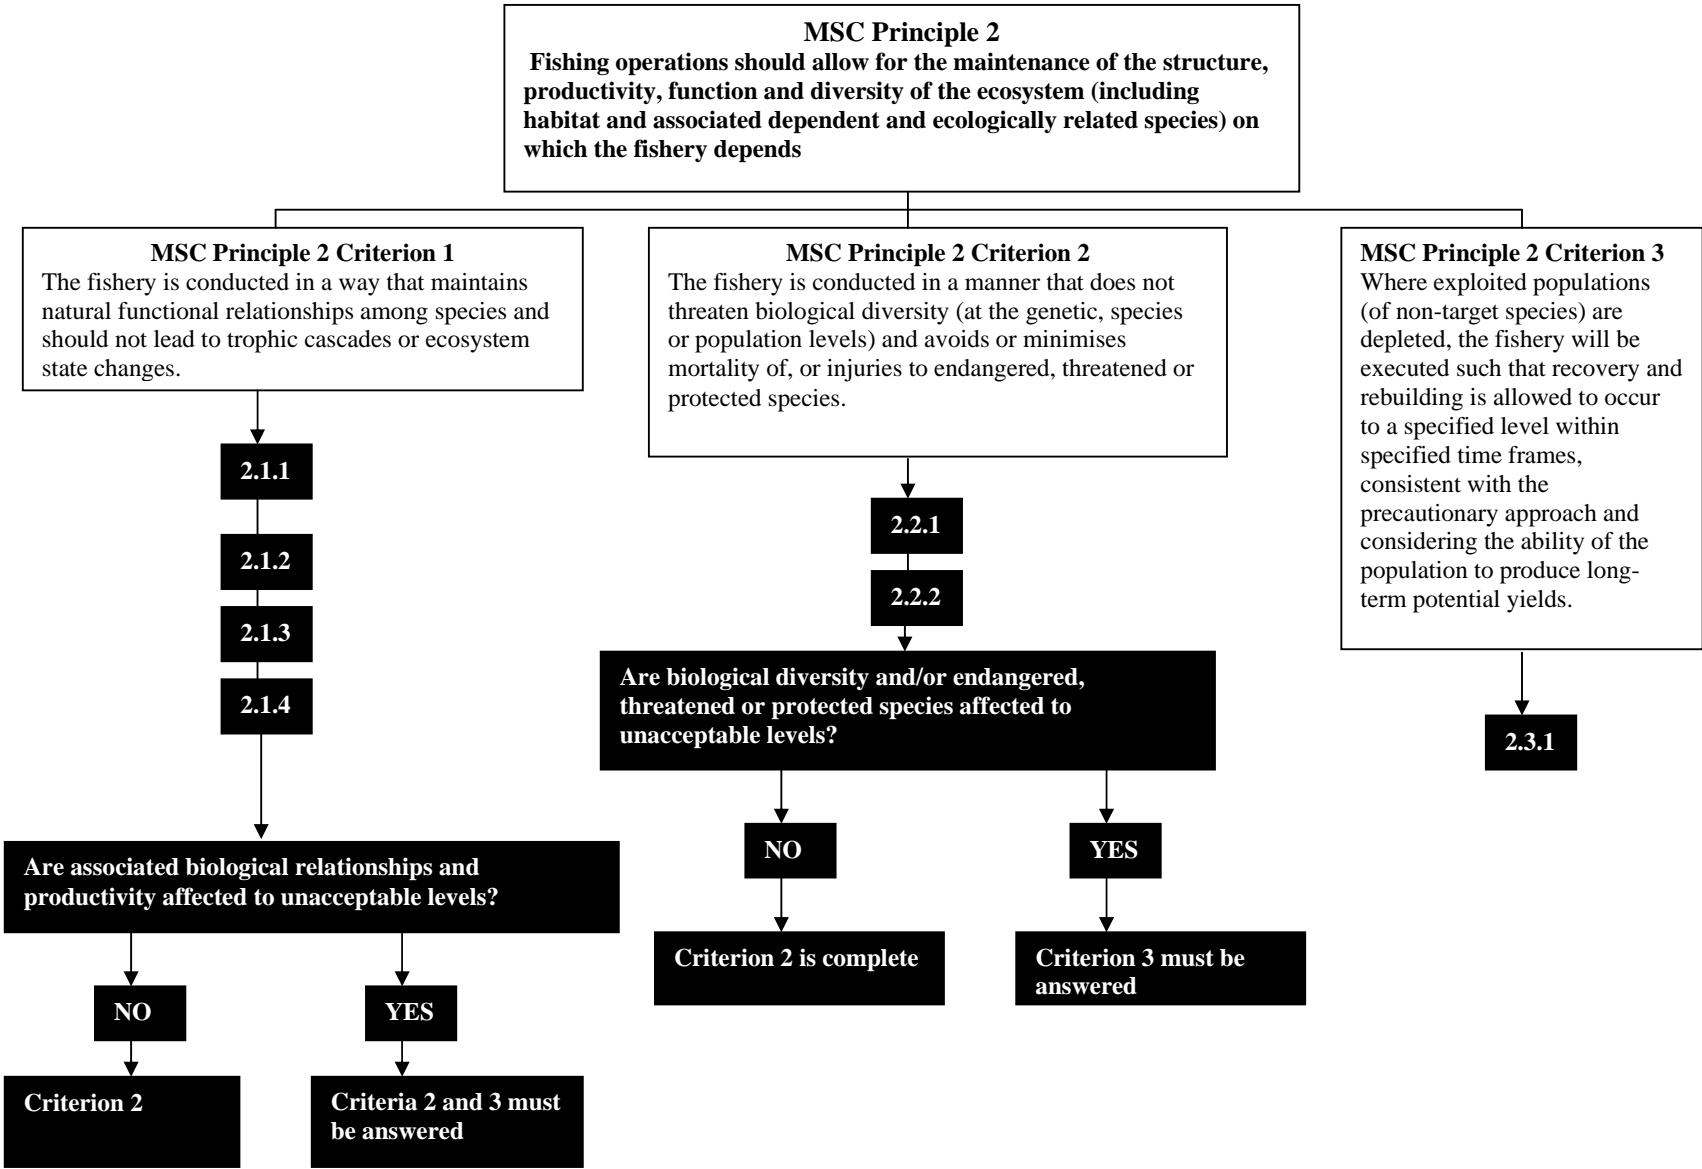 MSC Principle 2
Fishing operations should allow for the maintenance of the structure,
productivity, function and diversity of the ecosystem (including
habitat and associated dependent and ecologically related species) on
which the fishery depends
MSC Principle 2 Criterion 1
The fishery is conducted in a way that maintains
natural functional relationships among species and
should not lead to trophic cascades or ecosystem
state changes.
2.1.1
2.1.2
2.1.3
2.1.4
Are associated biological relationships and
productivity affected to unacceptable levels?
NO
YES
Criterion 2
Criteria 2 and 3 must
be answered
MSC Principle 2 Criterion 2
The fishery is conducted in a manner that does not
threaten biological diversity (at the genetic, species
or population levels) and avoids or minimises
mortality of, or injuries to endangered, threatened or
protected species.
2.2.1
2.2.2
Are biological diversity and/or endangered,
threatened or protected species affected to
unacceptable levels?
NO
YES
Criterion 2 is complete
Criterion 3 must be
answered
MSC Principle 2 Criterion 3
Where exploited populations
(of non-target species) are
depleted, the fishery will be
executed such that recovery and
rebuilding is allowed to occur
to a specified level within
specified time frames,
consistent with the
precautionary approach and
considering the ability of the
population to produce long-
term potential yields.
2.3.1